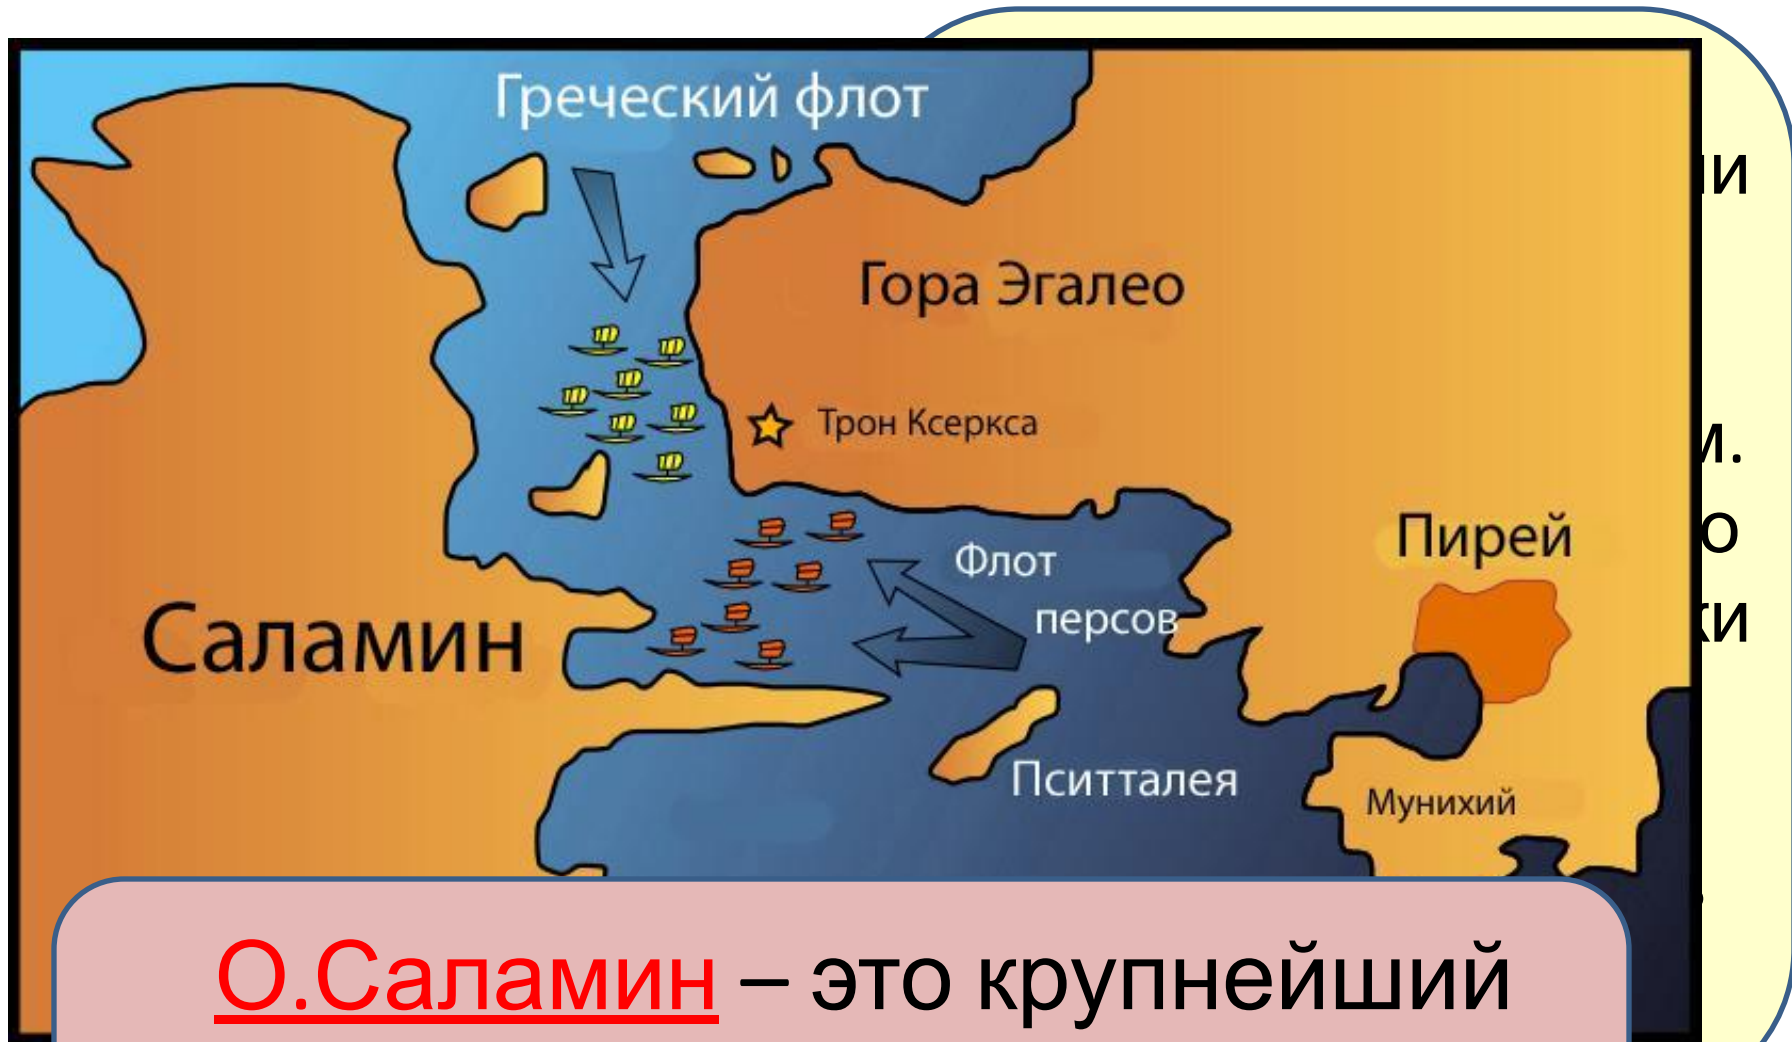 Греческий флот
Гора Эгалео
Трон Ксеркса
Флот
персов
Пирей
Саламин
Пситталея
Мунихий
О.Саламин – это крупнейший